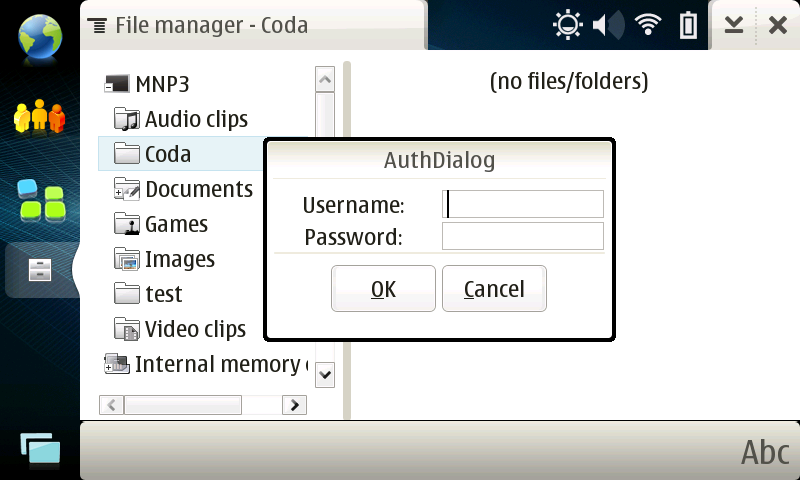 File manager - Coda
MNP3
Audio clips
Coda
Documents
Games
Images
test
Video clips
Internal memory
(no files/folders)
AuthDialog
Username:
Password:
OK
Cancel
Abc